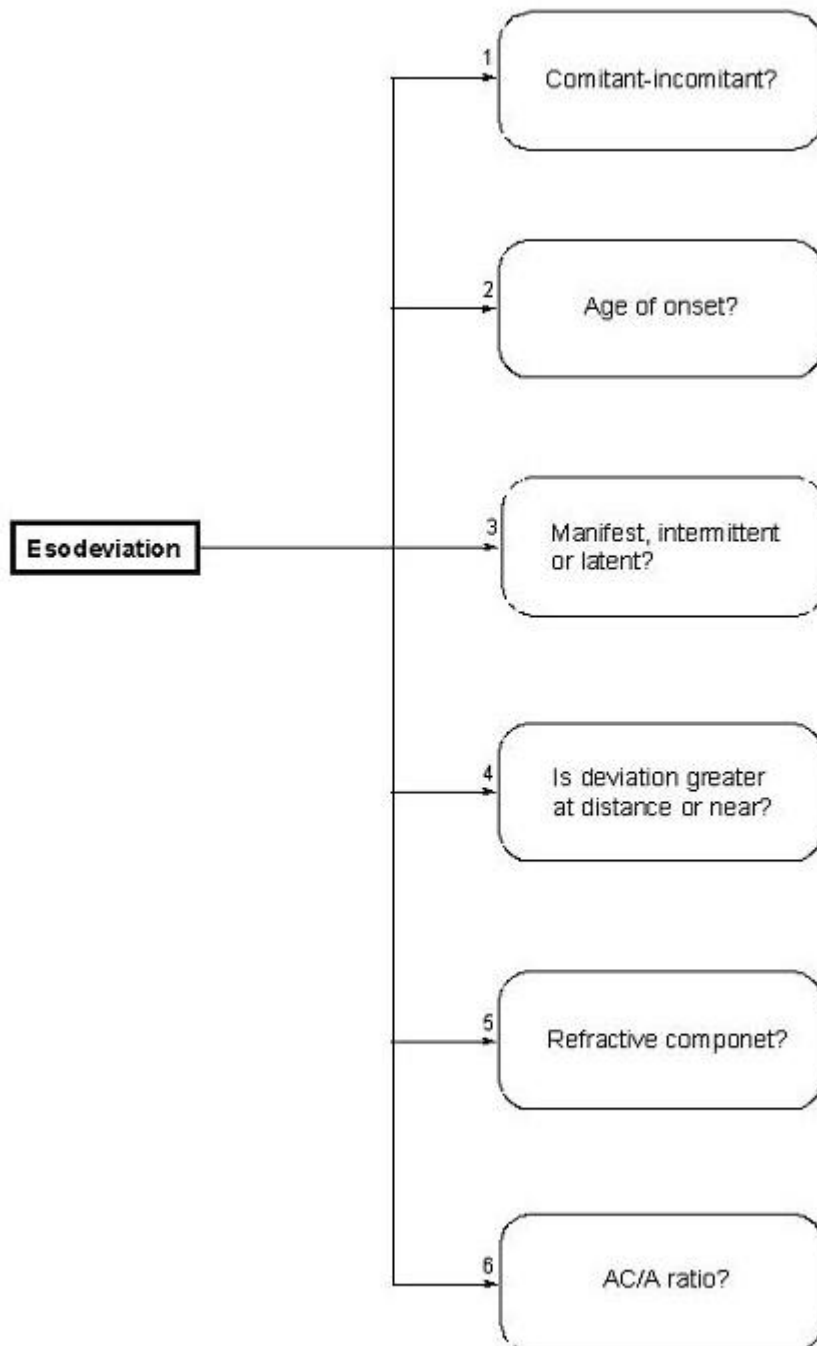 1
Comitant-incomitant?
2
Age of onset?
Esodeviation
3
Manifest, intermittent
or latent?
4
Is deviation greater
at distance or near?
5
Refractive componet?
6
AC/A ratio?